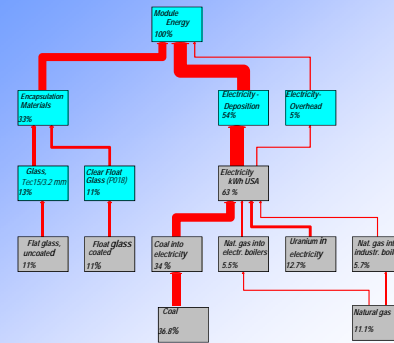 Module
Energy
100%
Encapsulation
Materials
33%
Electricity -
Deposition
54%
Electricity-
Overhead
5%
Glass,
Tec15/3.2 mm
13%
Clear Float
Glass (P018)
11%
Electricity
kWh USA
63 %
Flat glass,
uncoated
11%
Float glass
coated
11%
Coal into
electricity
34 %
Nat. gas into
electr. boilers
5.5%
Uranium in
electricity
12.7%
Nat. gas into
industr. boil
5.7%
Coal
36.8%
Natural gas
11.1%